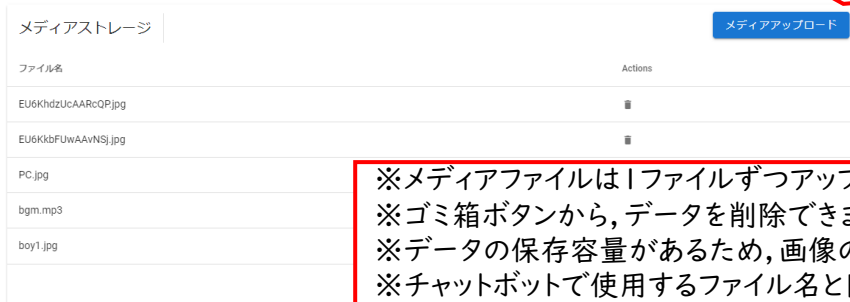 メディアストレージ
メディアアップロード
ファイル名 Actions
EU6KhdzUcAARcQP.jpg
EU6KkbFUwAAvNSj.jpg
PC.jpg
bgm.mp3
boy1.jpg
※メディアファイルは1ファイルずつアップ
※ゴミ箱ボタンから,データを削除できま
※データの保存容量があるため,画像の
※チャットボットで使用するファイル名と